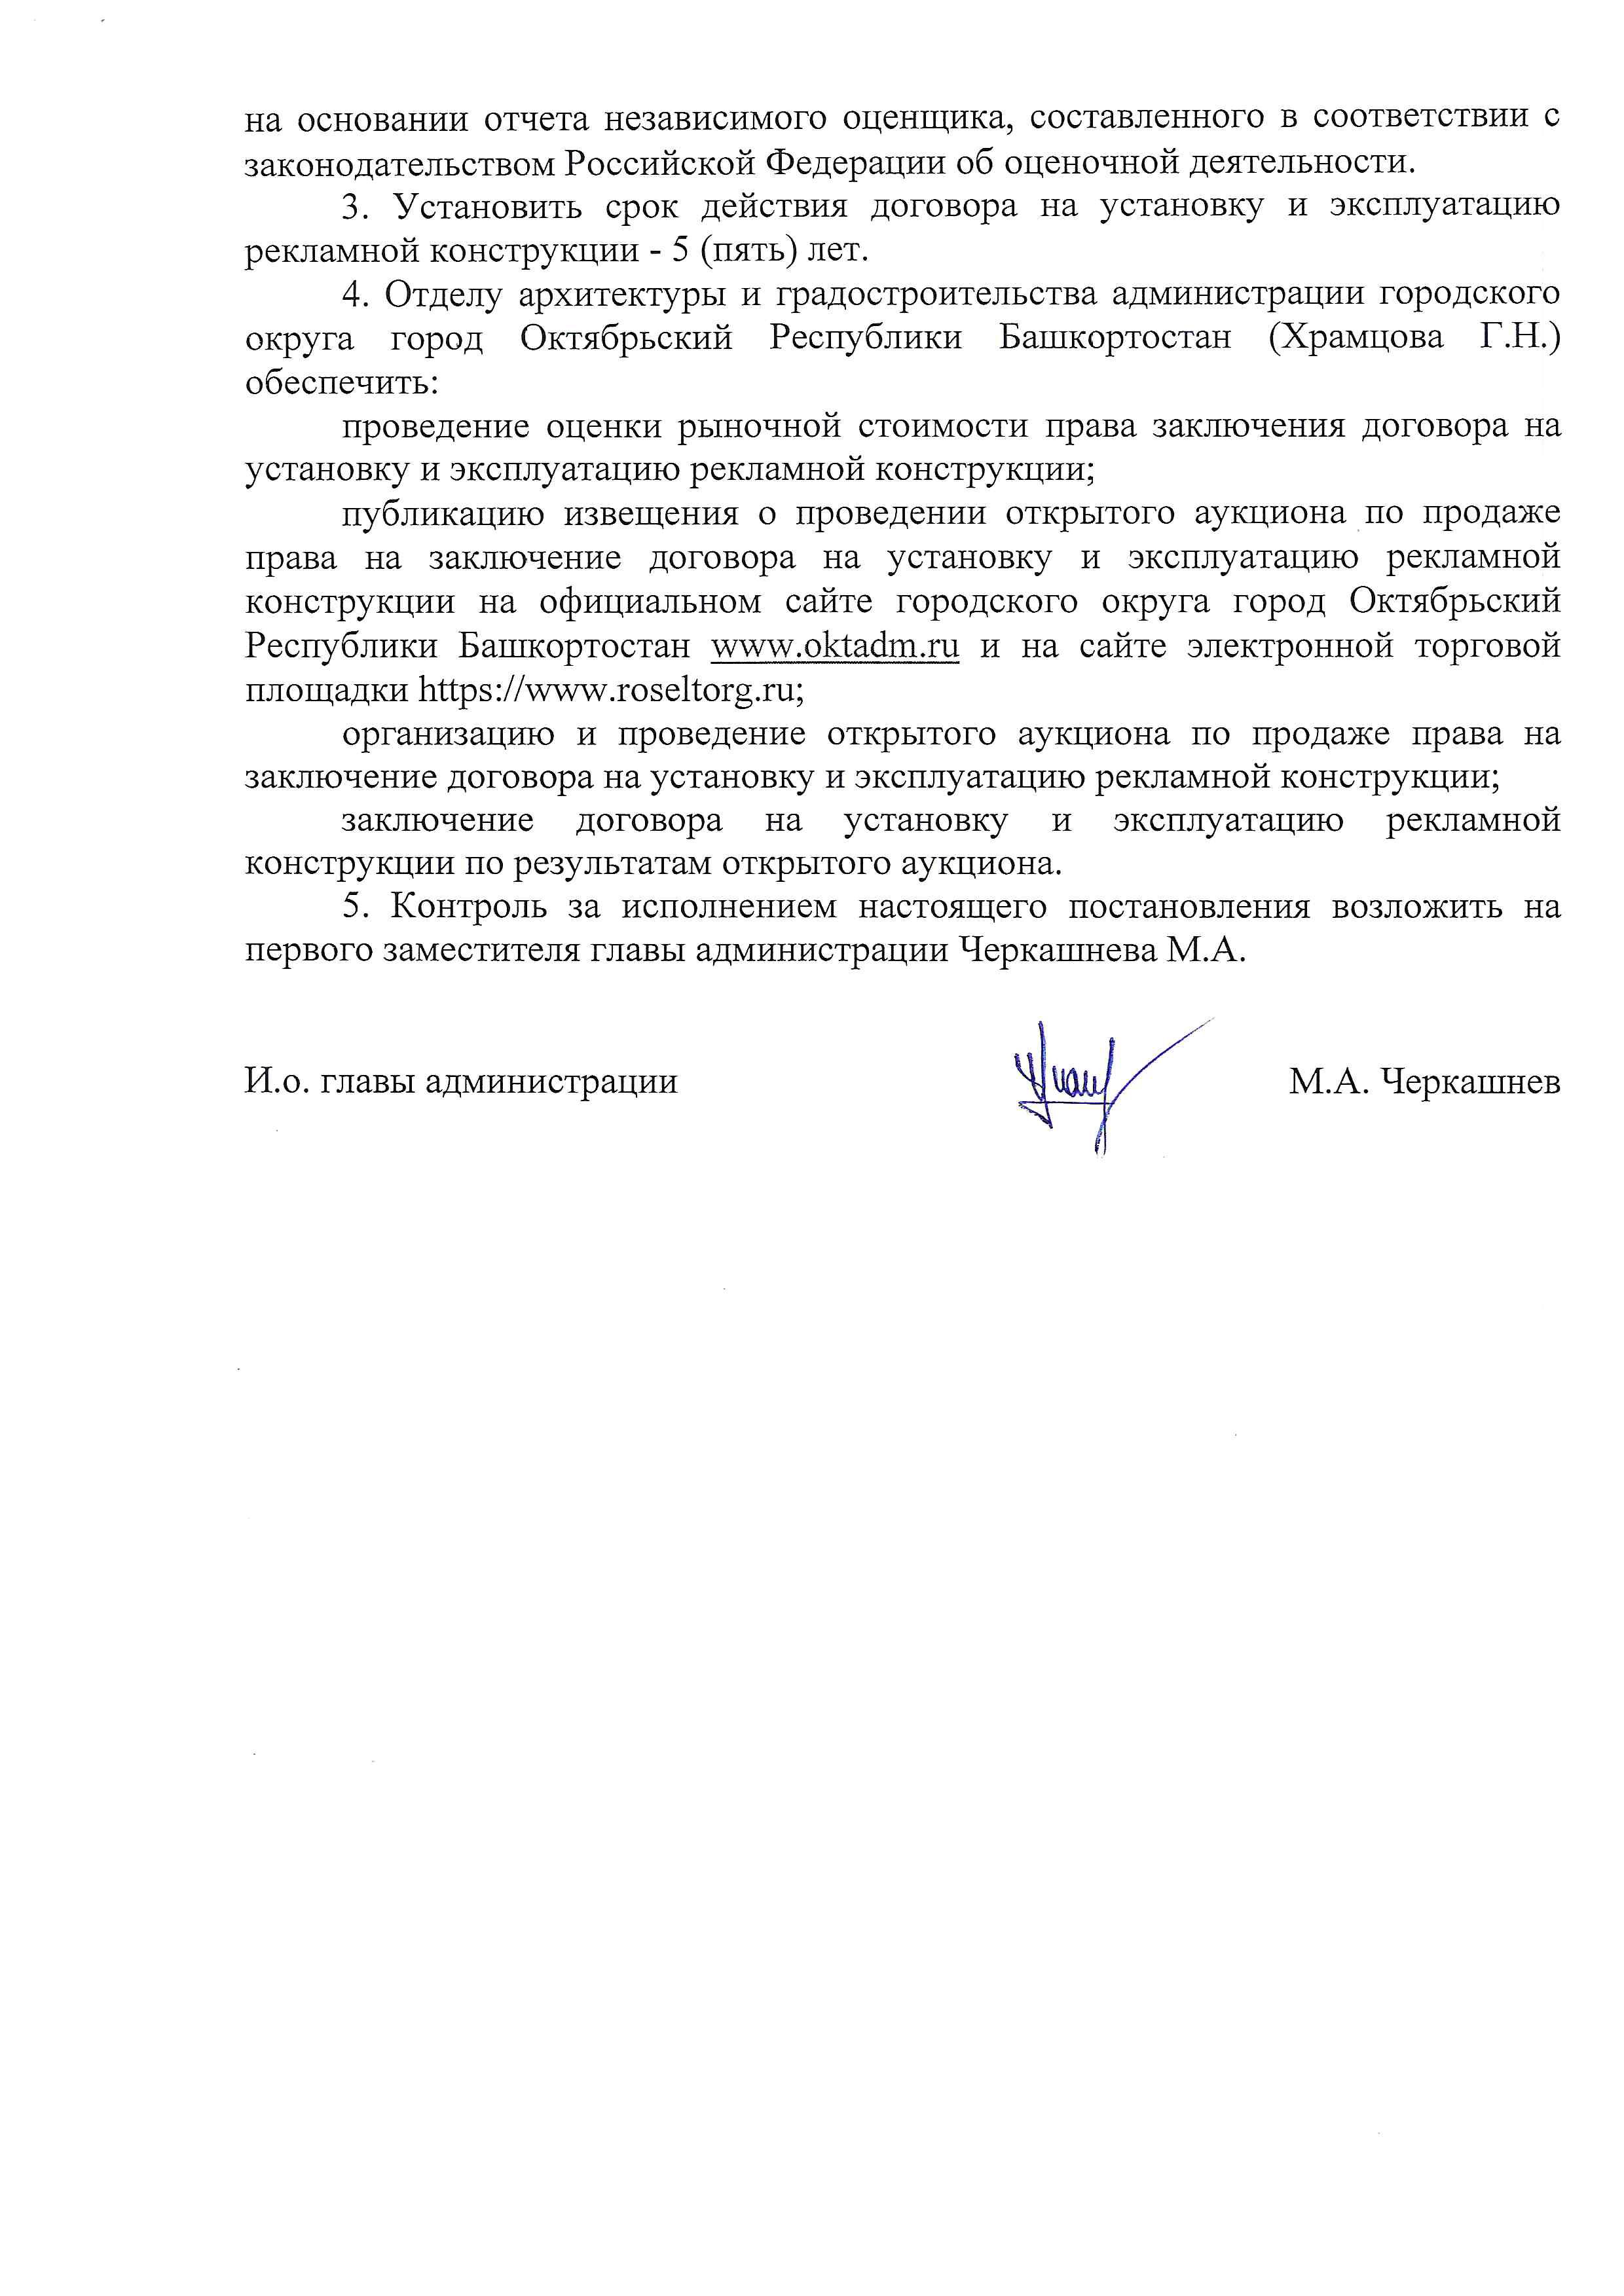 на основании отчета независимого оценщика, составленного в соответствии с
законодательством Российской Федерации об оценочной деятельности.
3. Установить срок действия договора на установку и эксплуатацию
рекламной конструкции - 5 (пять) лет.
4. Отделу архитектуры и градостроительства администрации городского
округа город Октябрьский Республики Башкортостан (Храмцова Г.Н.)
обеспечить:
проведение оценки рыночной стоимости права заключения договора на
установку и эксплуатацию рекламной конструкции;
публикацию извещения о проведении открытого аукциона по продаже
права на заключение договора на установку и эксплуатацию рекламной
конструкции на официальном сайте городского округа город Октябрьский
Республики Башкортостан www.oktadm.ru и на сайте электронной торговой
площадки https://www.roseltorg.ru;
организацию и проведение открытого аукциона по продаже права на
заключение договора на установку и эксплуатацию рекламной конструкции;
заключение договора на установку и эксплуатацию рекламной
конструкции по результатам открытого аукциона.
5. Контроль за исполнением настоящего постановления возложить на
первого заместителя главы администрации Черкашнева М.А.
И.о. главы администрации М.А. Черкашнев